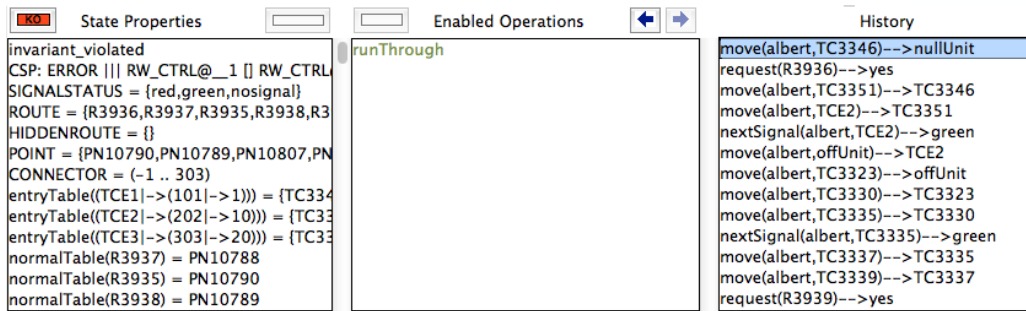 KO State Properties
Enabled Operations
History
invariant_violated
CSP: ERROR ||| RW_CTRL@__1 [] RW_CTRL
SIGNALSTATUS = {red,green,nosignal}
ROUTE = {R3936,R3937,R3935,R3938,R3
HIDDENROUTE = {}
POINT = {PN10790,PN10789,PN10807,PN
CONNECTOR = (-1 .. 303)
entryTable((TCE1|->(101|->1))) = {TC334
entryTable((TCE2|->(202|->10))) = {TC33
entryTable((TCE3|->(303|->20))) = {TC33
normalTable(R3937) = PN10788
normalTable(R3935) = PN10790
normalTable(R3938) = PN10789
runThrough
move(albert,TC3346)-->nullUnit
request(R3936)-->yes
move(albert,TC3351)-->TC3346
move(albert,TCE2)-->TC3351
nextSignal(albert,TCE2)-->green
move(albert,offUnit)-->TCE2
move(albert,TC3323)-->offUnit
move(albert,TC3330)-->TC3323
move(albert,TC3335)-->TC3330
nextSignal(albert,TC3335)-->green
move(albert,TC3337)-->TC3335
move(albert,TC3339)-->TC3337
request(R3939)-->yes